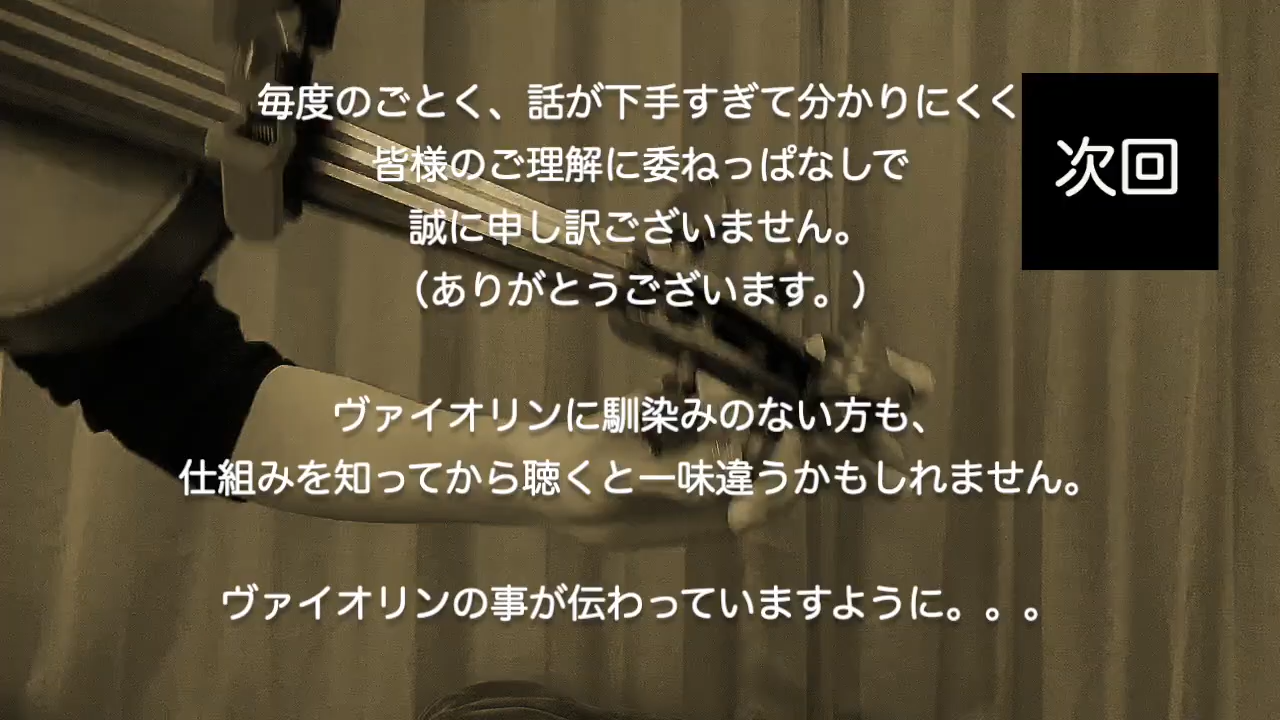 毎度のごとく、話が下手すぎて分かりにくく
皆様のご理解に委ねっぱなしで
誠に申し訳ございません。
（ありがとうございます。）
次回
ヴァイオリンに馴染みのない方も、
仕組みを知ってから聴くと一味違うかもしれません。
ヴァイオリンの事が伝わっていますように。。。